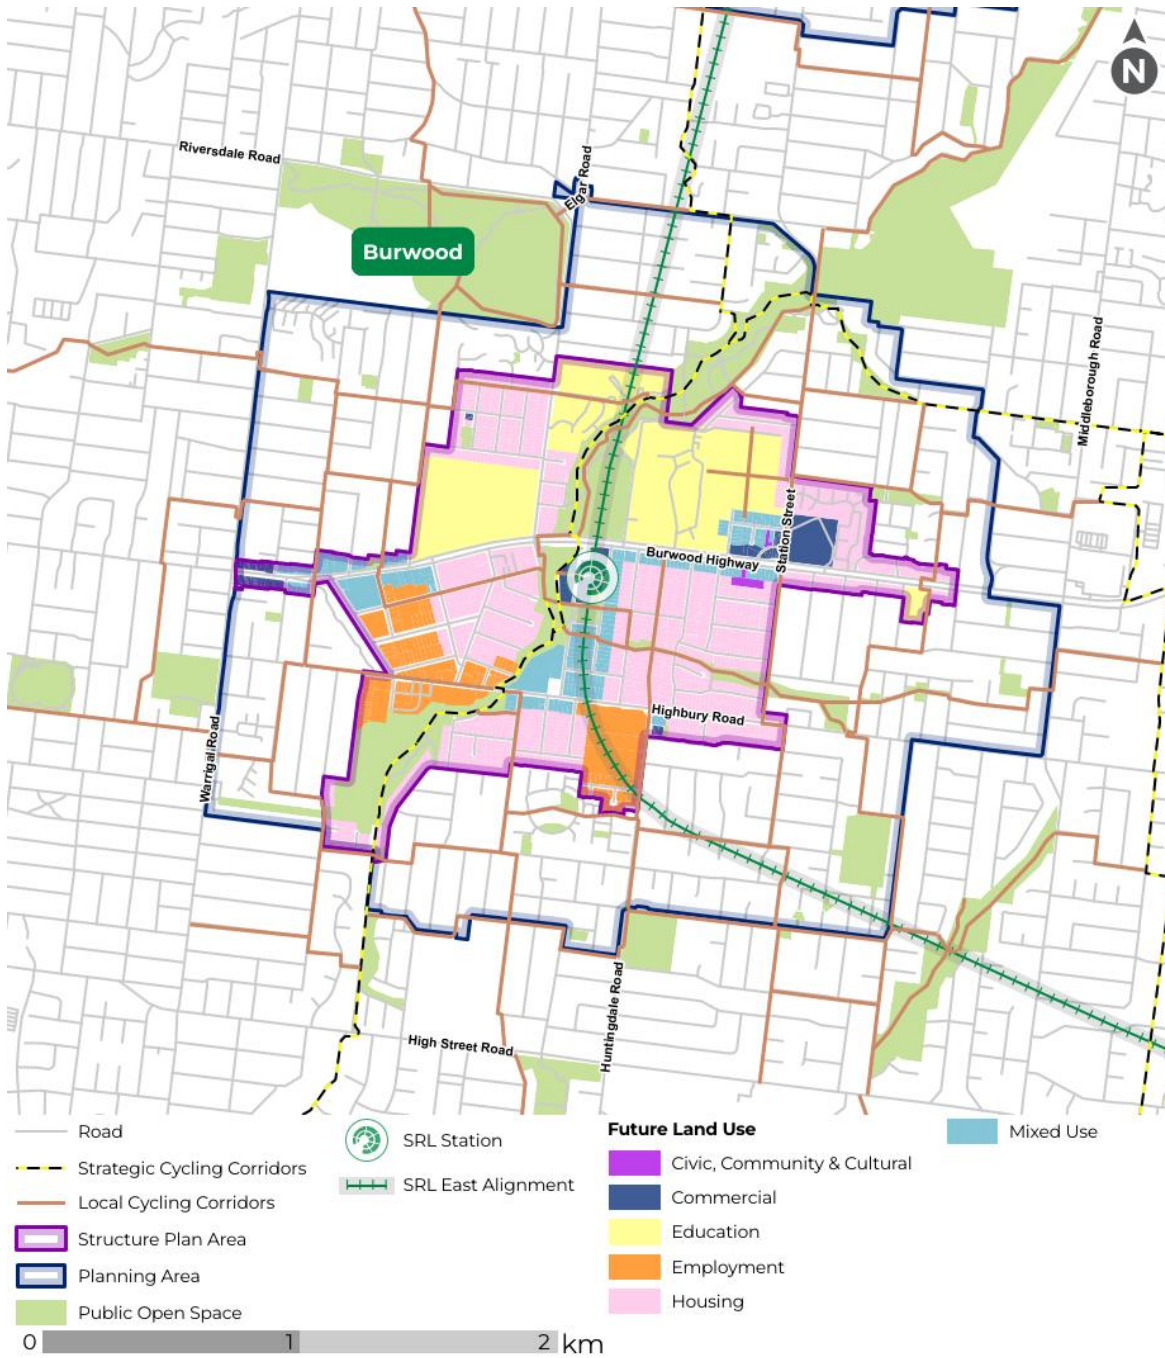 N
Riversdale Road
Elgar Road
Burwood
Middleborough Road
Station Street
Burwood Highway
Highbury Road
Warrigal Road
Huntingdale Road
High Street Road
Road
Strategic Cycling Corridors
Local Cycling Corridors
Structure Plan Area
Planning Area
Public Open Space
SRL Station
SRL East Alignment
Future Land Use
Civic, Community & Cultural
Commercial
Education
Employment
Housing
Mixed Use
0 1 2 km